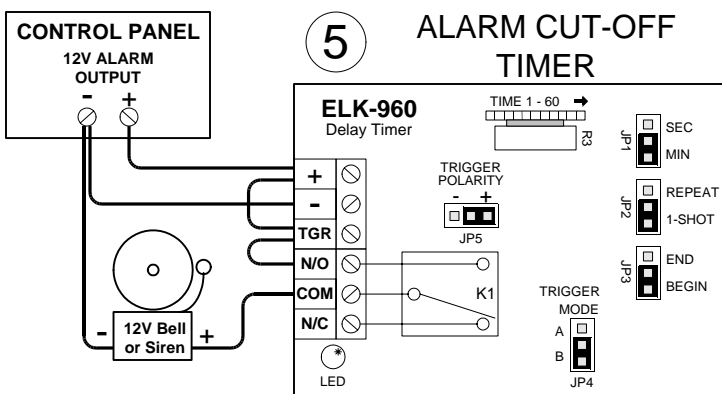 CONTROL PANEL
12V ALARM
OUTPUT
- +
5
ALARM CUT-OFF
TIMER
ELK-960
Delay Timer
TIME 1 - 60
R3
JP1
SEC
MIN
TRIGGER
POLARITY
- +
JP5
JP2
REPEAT
1-SHOT
JP3
END
BEGIN
+
-
TGR
N/O
COM
N/C
K1
TRIGGER
MODE
A
B
JP4
LED
- +
12V Bell
or Siren